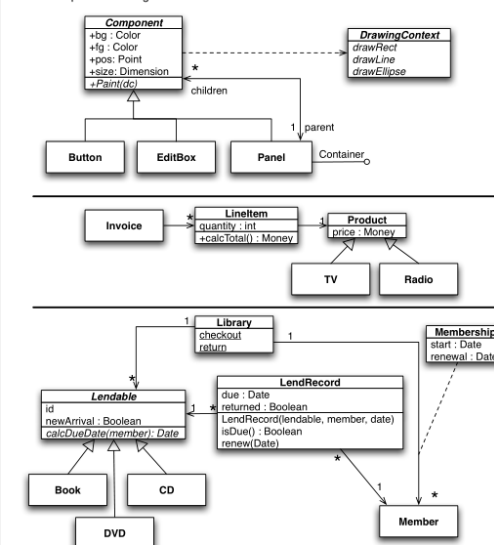 Component
+bg : Color
+fg : Color
+pos: Point
+size: Dimension
+Paint(dc)
DrawingContext
drawRect
drawLine
drawEllipse
*
children
1 parent
Button
EditBox
Panel
Container
Invoice
*
LineItem
quantity : int
+calcTotal() : Money
1
Product
price : Money
TV
Radio
Library
checkout
return
1
1
Membership
start : Date
renewal : Date
*
Lendable
id
newArrival : Boolean
calcDueDate(member): Date
1
*
LendRecord
due : Date
returned : Boolean
LendRecord(lendable, member, date)
isDue() : Boolean
renew(Date)
*
1
*
Book
CD
DVD
Member